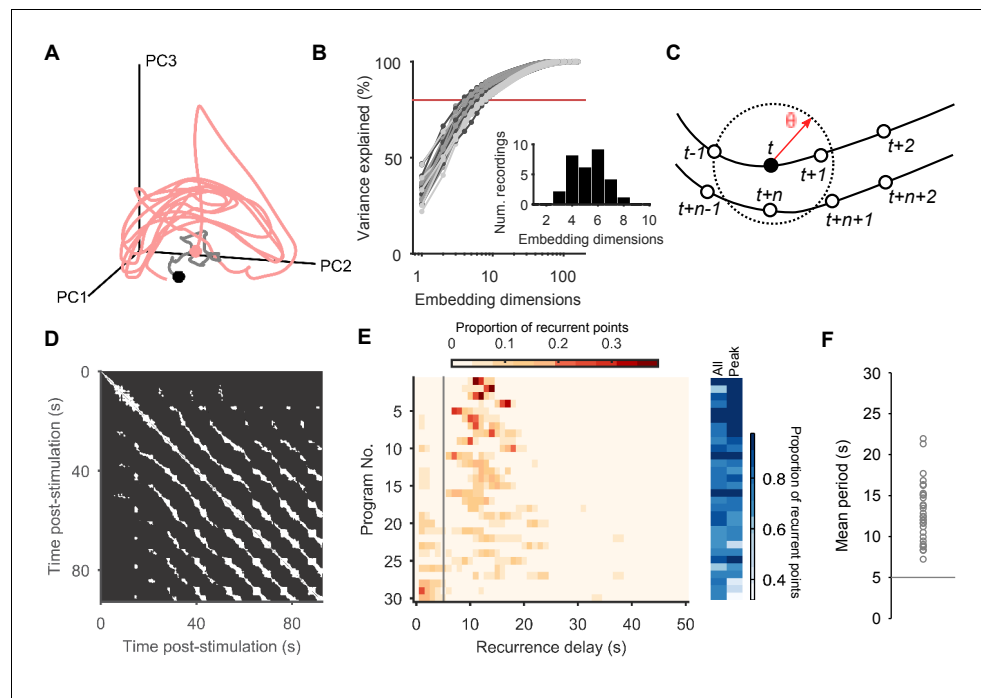 A
PC3
PC2
PC1
B
Variance explained (%)
100
50
0
1
10
100
Embedding dimensions
Num. recordings
10
5
0
2 4 6 8 10
Embedding dimensions
C
θ
t-1
t
t+1
t+2
t+n-1
t+n
t+n+1
t+n+2
D
Time post-stimulation (s)
0
40
80
0 40 80
Time post-stimulation (s)
E
Proportion of recurrent points
0 0.1 0.2 0.3
Program No.
5
10
15
20
25
30
0 10 20 30 40 50
Recurrence delay (s)
All
Peak
0.8
0.6
0.4
Proportion of recurrent points
F
Mean period (s)
30
25
20
15
10
5
0